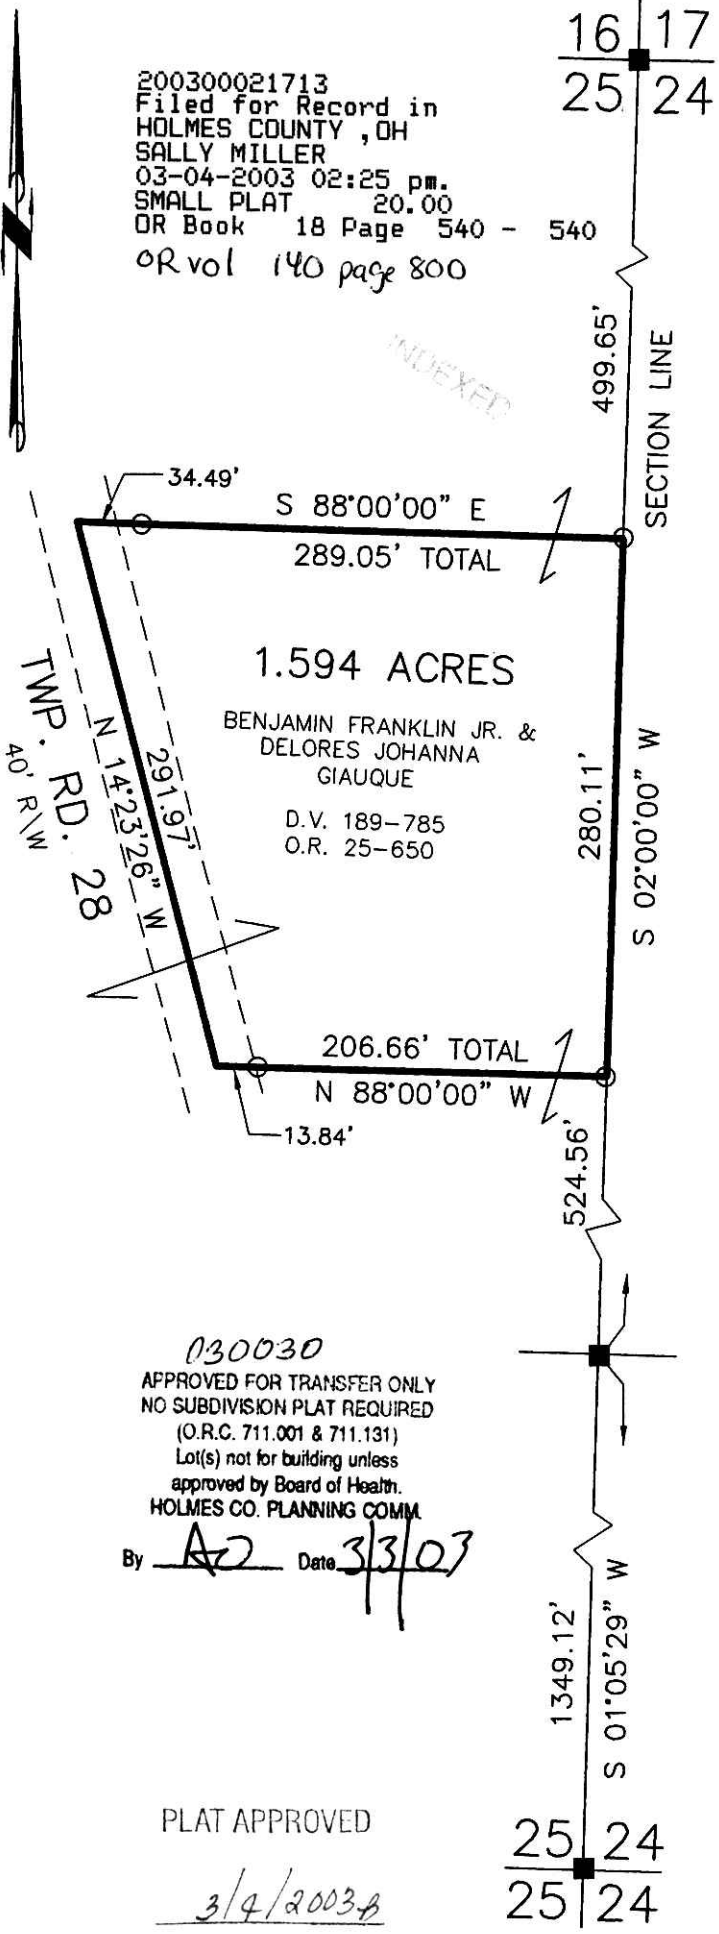 16 17
25 24
200300021713
Filed for Record in
HOLMES COUNTY ,OH
SALLY MILLER
03-04-2003 02:25 pm.
SMALL PLAT 20.00
OR Book 18 Page 540 - 540
OR vol 140 page 800
INDEXED
499.65'
SECTION LINE
34.49'
S 88°00'00" E
289.05' TOTAL
1.594 ACRES
BENJAMIN FRANKLIN JR. &
DELORES JOHANNA
GIAUQUE
D.V. 189-785
O.R. 25-650
TWP. RD. 28
40' R\W
N 14°23'26" W
291.97'
280.11'
S 02°00'00" W
206.66' TOTAL
N 88°00'00" W
13.84'
524.56'
030030
APPROVED FOR TRANSFER ONLY
NO SUBDIVISION PLAT REQUIRED
(O.R.C. 711.001 & 711.131)
Lot(s) not for building unless
approved by Board of Health.
HOLMES CO. PLANNING COMM.
By AO Date 3/3/03
1349.12'
S 01°05'29" W
PLAT APPROVED
3/4/2003
25 24
25 24